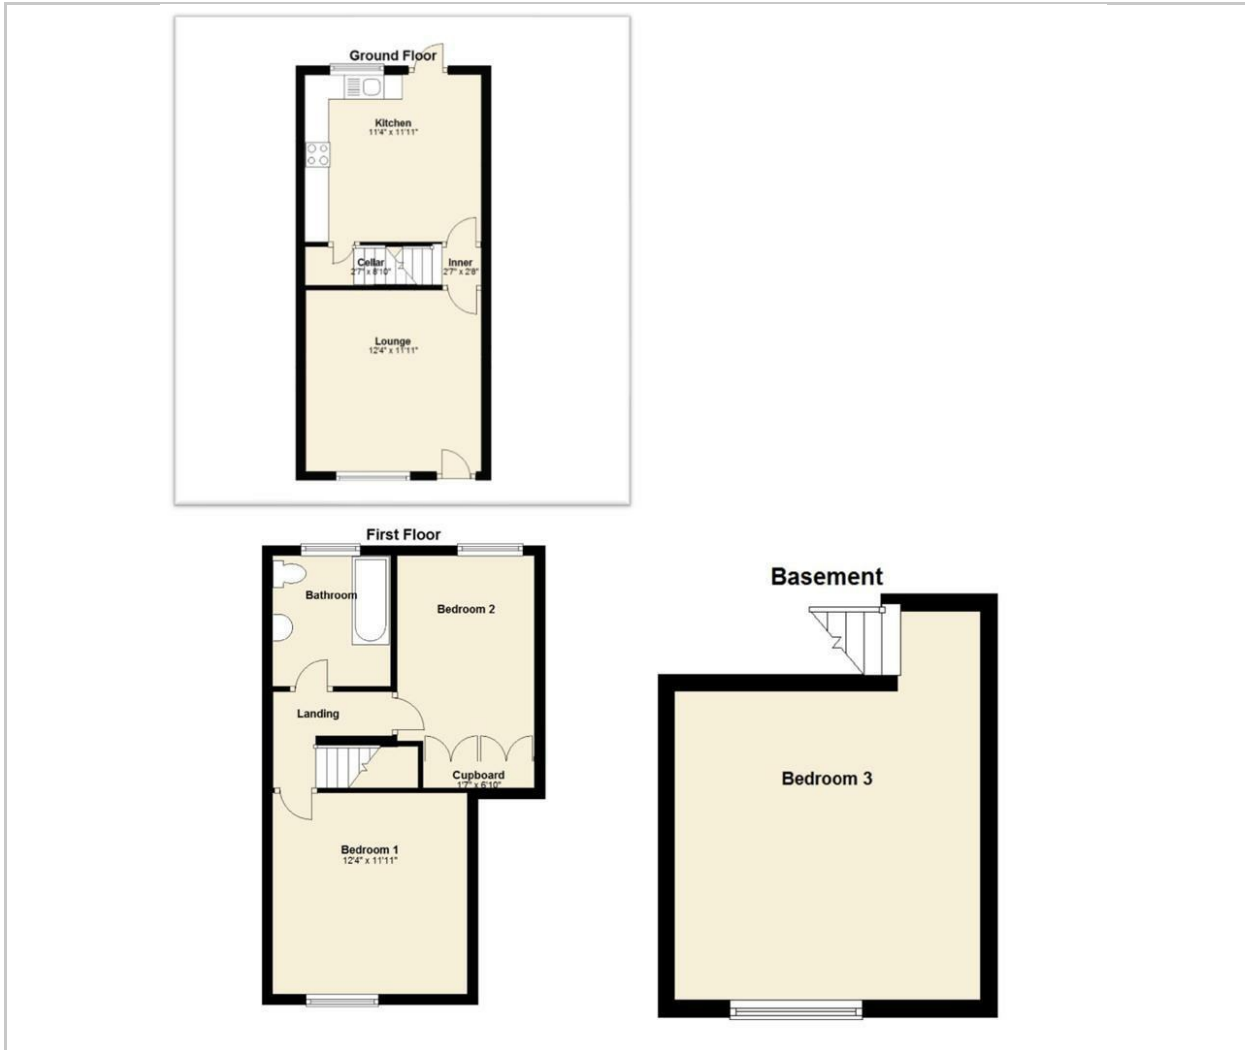 Ground Floor
Kitchen
11'4" x 11'11"
Cellar
2'7" x 8'10"
Inner
2'7" x 2'8"
Lounge
12'4" x 11'11"
First Floor
Bathroom
Bedroom 2
Landing
Cupboard
1'7" x 6'10"
Bedroom 1
12'4" x 11'11"
Basement
Bedroom 3